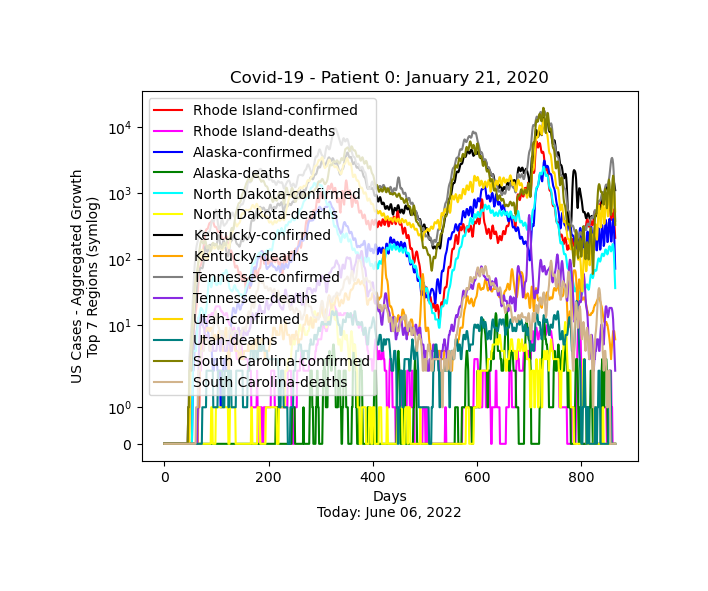 Covid-19 - Patient 0: January 21, 2020
US Cases - Aggregated Growth
Top 7 Regions (symlog)
10^4
10^3
10^2
10^1
10^0
0
Rhode Island-confirmed
Rhode Island-deaths
Alaska-confirmed
Alaska-deaths
North Dakota-confirmed
North Dakota-deaths
Kentucky-confirmed
Kentucky-deaths
Tennessee-confirmed
Tennessee-deaths
Utah-confirmed
Utah-deaths
South Carolina-confirmed
South Carolina-deaths
0 200 400 600 800
Days
Today: June 06, 2022